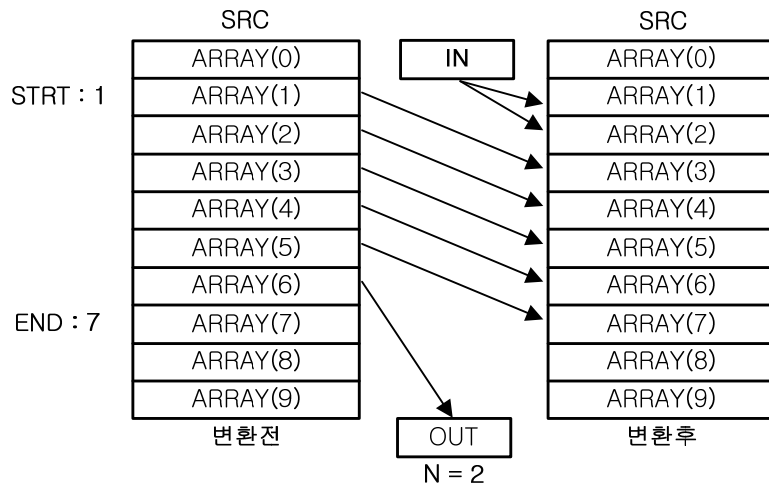 SRC
SRC
ARRAY(0)
IN
ARRAY(0)
STRT : 1
ARRAY(1)
ARRAY(1)
ARRAY(2)
ARRAY(2)
ARRAY(3)
ARRAY(3)
ARRAY(4)
ARRAY(4)
ARRAY(5)
ARRAY(5)
ARRAY(6)
ARRAY(6)
END : 7
ARRAY(7)
ARRAY(7)
ARRAY(8)
ARRAY(8)
ARRAY(9)
ARRAY(9)
변환전
OUT
변환후
N = 2